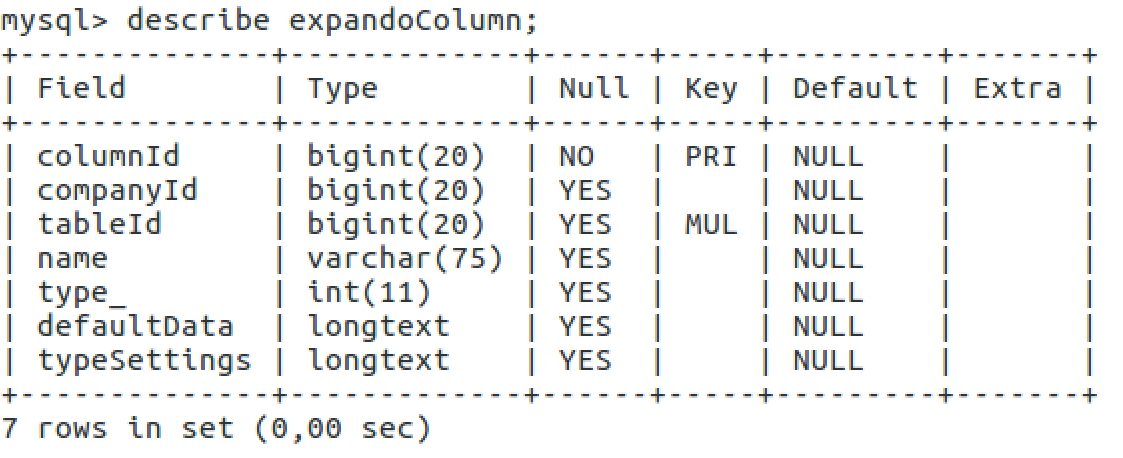 mysql> describe expandoColumn;
+--------------+-------------+------+-----+---------+-------+
| Field        | Type        | Null | Key | Default | Extra |
+--------------+-------------+------+-----+---------+-------+
| columnId     | bigint(20)  | NO   | PRI | NULL    |       |
| companyId    | bigint(20)  | YES  |     | NULL    |       |
| tableId      | bigint(20)  | YES  | MUL | NULL    |       |
| name         | varchar(75) | YES  |     | NULL    |       |
| type_        | int(11)     | YES  |     | NULL    |       |
| defaultData  | longtext    | YES  |     | NULL    |       |
| typeSettings | longtext    | YES  |     | NULL    |       |
+--------------+-------------+------+-----+---------+-------+
7 rows in set (0,00 sec)